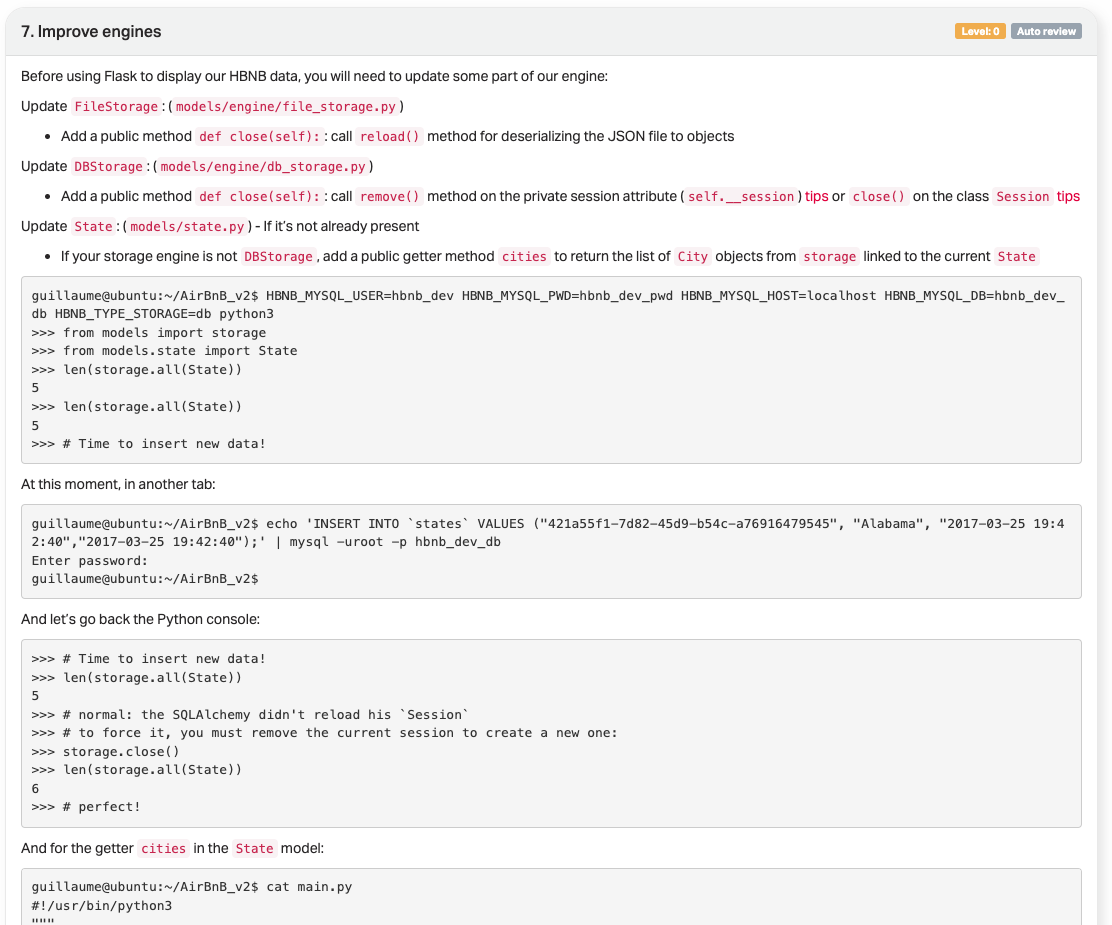 7. Improve engines
Level: 0 Auto review
Before using Flask to display our HBNB data, you will need to update some part of our engine:
Update FileStorage: (models/engine/file_storage.py)
• Add a public method def close(self): : call reload() method for deserializing the JSON file to objects
Update DBStorage: (models/engine/db_storage.py)
• Add a public method def close(self): : call remove() method on the private session attribute (self.__session) tips or close() on the class Session tips
Update State: (models/state.py) - If it's not already present
• If your storage engine is not DBStorage, add a public getter method cities to return the list of City objects from storage linked to the current State
guillaume@ubuntu:~/AirBnB_v2$ HBNB_MYSQL_USER=hbnb_dev HBNB_MYSQL_PWD=hbnb_dev_pwd HBNB_MYSQL_HOST=localhost HBNB_MYSQL_DB=hbnb_dev_
db HBNB_TYPE_STORAGE=db python3
>>> from models import storage
>>> from models.state import State
>>> len(storage.all(State))
5
>>> len(storage.all(State))
5
>>> # Time to insert new data!
At this moment, in another tab:
guillaume@ubuntu:~/AirBnB_v2$ echo 'INSERT INTO `states` VALUES ("421a55f1-7d82-45d9-b54c-a76916479545", "Alabama", "2017-03-25 19:4
2:40","2017-03-25 19:42:40");' | mysql -uroot -p hbnb_dev_db
Enter password:
guillaume@ubuntu:~/AirBnB_v2$
And let's go back the Python console:
>>> # Time to insert new data!
>>> len(storage.all(State))
5
>>> # normal: the SQLAlchemy didn't reload his `Session`
>>> # to force it, you must remove the current session to create a new one:
>>> storage.close()
>>> len(storage.all(State))
6
>>> # perfect!
And for the getter cities in the State model:
guillaume@ubuntu:~/AirBnB_v2$ cat main.py
#!/usr/bin/python3
"""